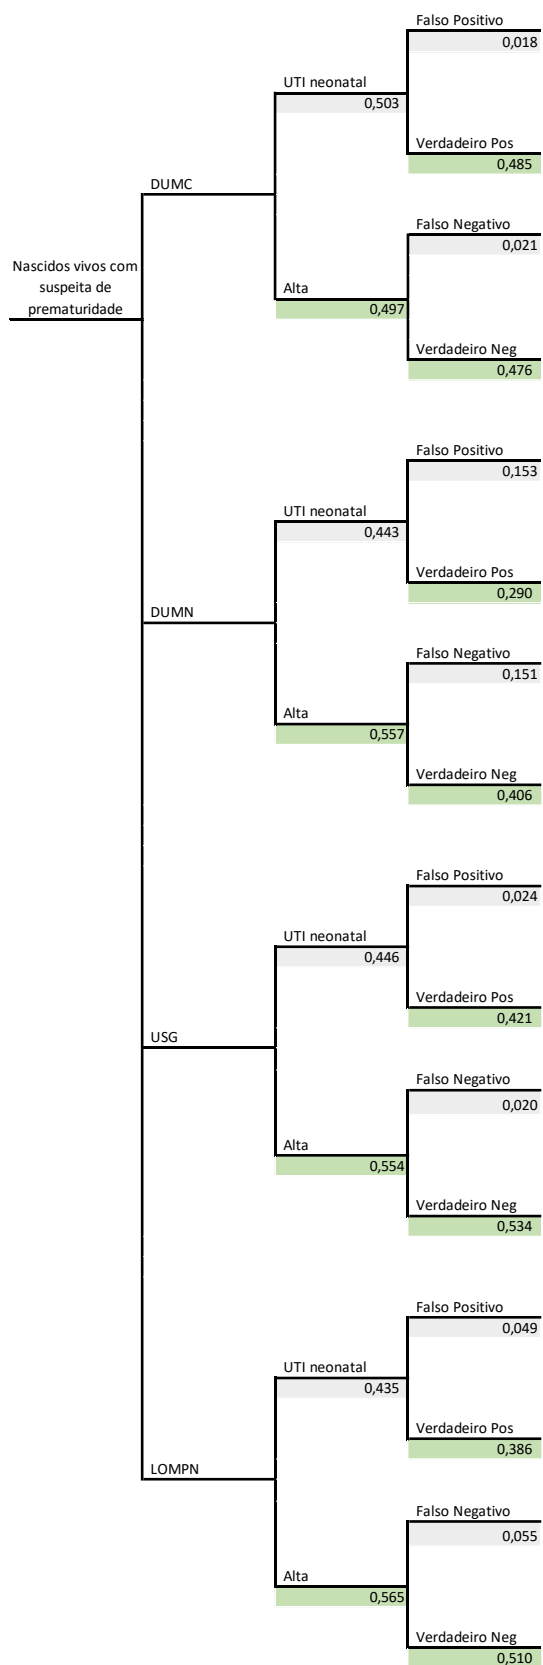 Falso Positivo
0,018
UTI neonatal
0,503
Verdadeiro Pos
0,485
DUMC
Falso Negativo
0,021
Nascidos vivos com
suspeita de
prematuridade
Alta
0,497
Verdadeiro Neg
0,476
Falso Positivo
0,153
UTI neonatal
0,443
Verdadeiro Pos
0,290
DUMN
Falso Negativo
0,151
Alta
0,557
Verdadeiro Neg
0,406
Falso Positivo
0,024
UTI neonatal
0,446
Verdadeiro Pos
0,421
USG
Falso Negativo
0,020
Alta
0,554
Verdadeiro Neg
0,534
Falso Positivo
0,049
UTI neonatal
0,435
Verdadeiro Pos
0,386
LOMPN
Falso Negativo
0,055
Alta
0,565
Verdadeiro Neg
0,510